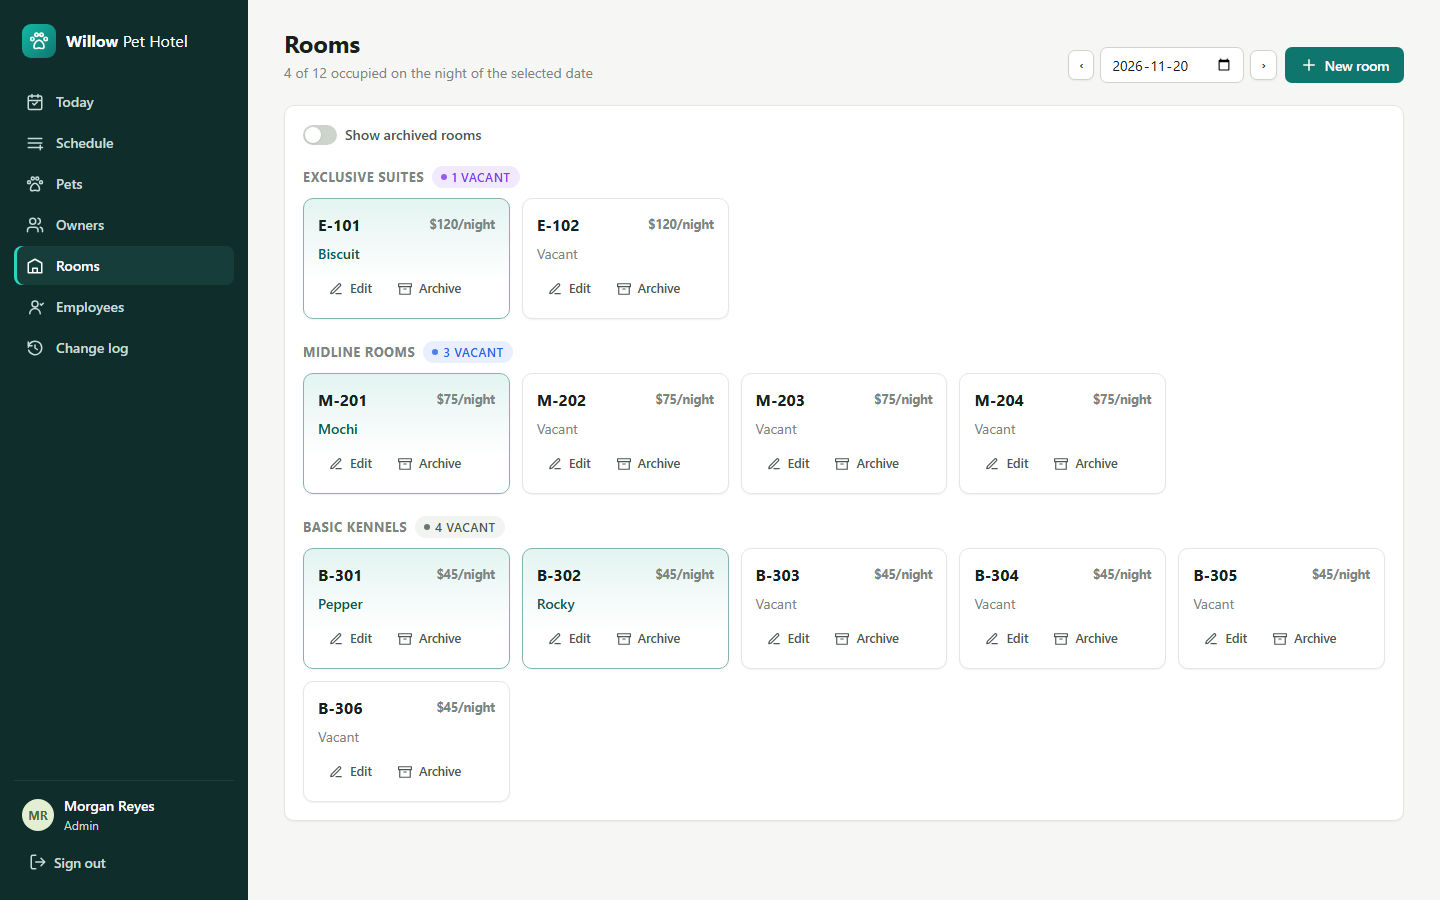 Willow Pet Hotel
Today
Schedule
Pets
Owners
Rooms
Employees
Change log
MR
Morgan Reyes
Admin
Sign out
Rooms
4 of 12 occupied on the night of the selected date
‹ 2026-11-20 › New room
Show archived rooms
EXCLUSIVE SUITES 1 VACANT
E-101 $120/night
Biscuit
Edit Archive
E-102 $120/night
Vacant
Edit Archive
MIDLINE ROOMS 3 VACANT
M-201 $75/night
Mochi
Edit Archive
M-202 $75/night
Vacant
Edit Archive
M-203 $75/night
Vacant
Edit Archive
M-204 $75/night
Vacant
Edit Archive
BASIC KENNELS 4 VACANT
B-301 $45/night
Pepper
Edit Archive
B-302 $45/night
Rocky
Edit Archive
B-303 $45/night
Vacant
Edit Archive
B-304 $45/night
Vacant
Edit Archive
B-305 $45/night
Vacant
Edit Archive
B-306 $45/night
Vacant
Edit Archive